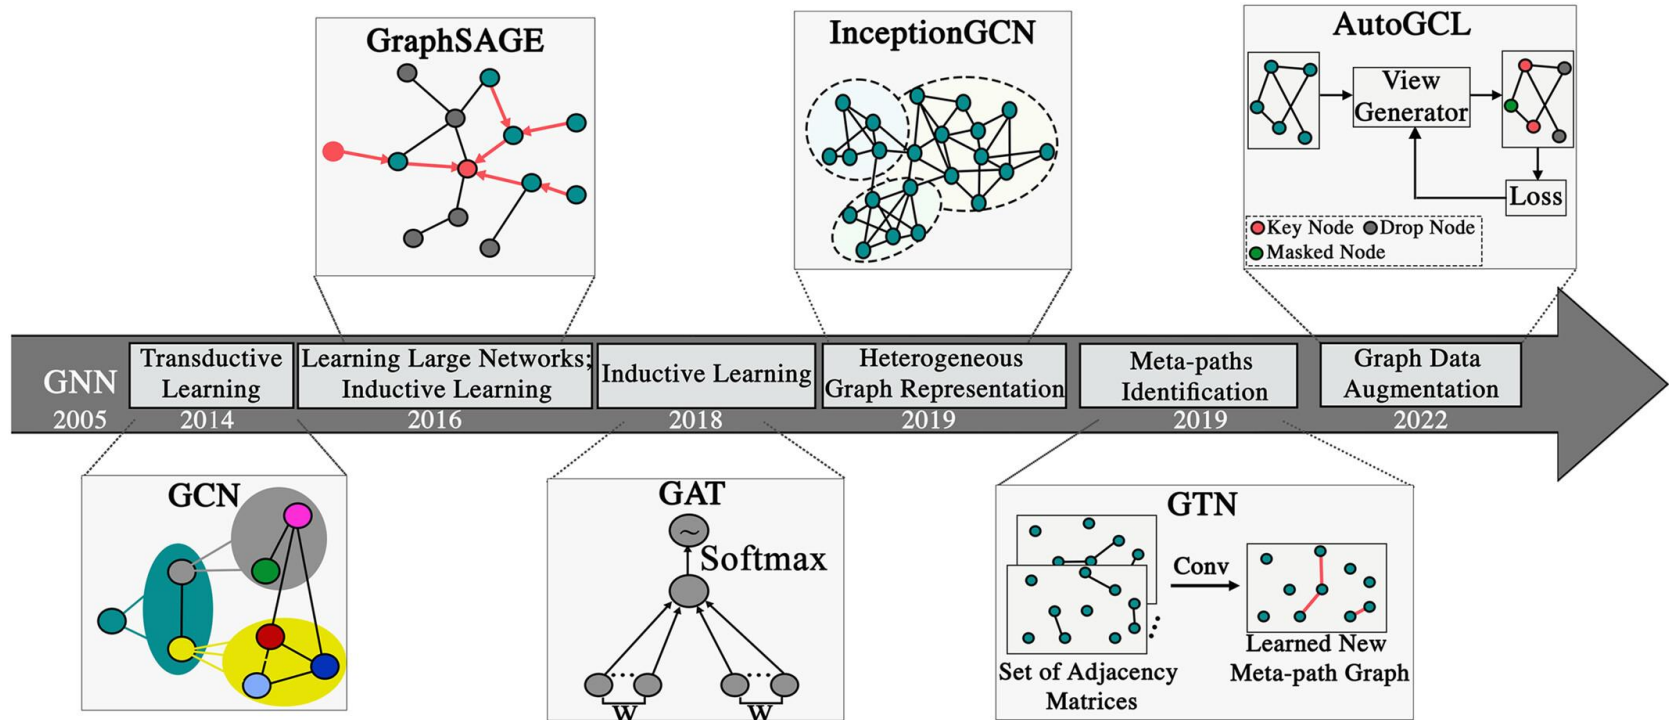 GraphSAGE
InceptionGCN
AutoGCL
View
Generator
Loss
Key Node
Drop Node
Masked Node
GNN
2005
Transductive
Learning
2014
Learning Large Networks;
Inductive Learning
2016
Inductive Learning
2018
Heterogeneous
Graph Representation
2019
Meta-paths
Identification
2019
Graph Data
Augmentation
2022
GCN
GAT
~
Softmax
...
...
W
W
GTN
Conv
Set of Adjacency
Matrices
Learned New
Meta-path Graph